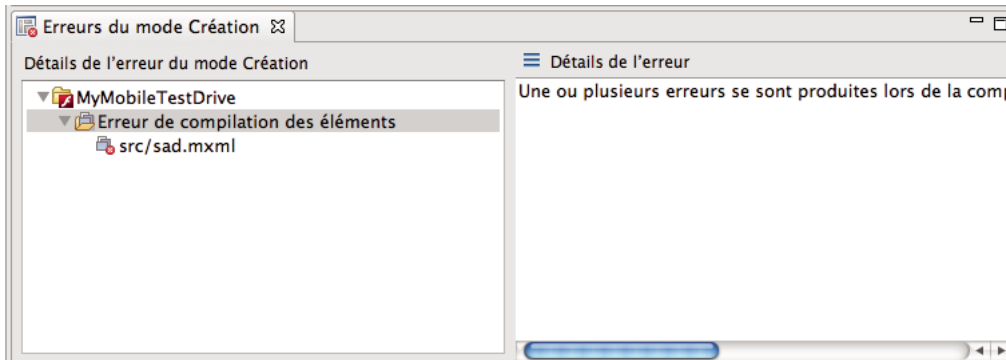 Erreurs du mode Création
Détails de l'erreur du mode Création
MyMobileTestDrive
Erreur de compilation des éléments
src/sad.mxml
Détails de l'erreur
Une ou plusieurs erreurs se sont produites lors de la